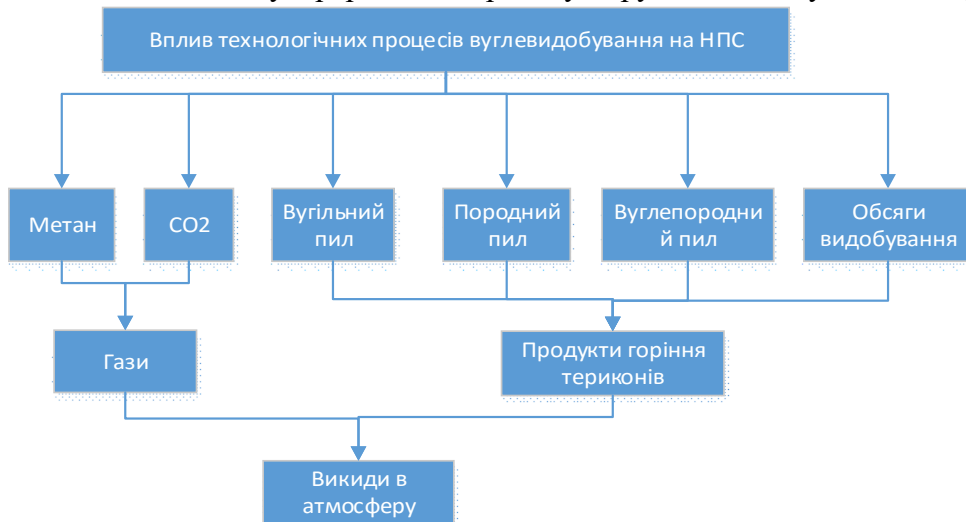 Вплив технологічних процесів вуглевидобування на НПС
Метан
CO2
Вугільний
пил
Породний
пил
Вуглепородни
й пил
Обсяги
видобування
Гази
Продукти горіння
териконів
Викиди в
атмосферу